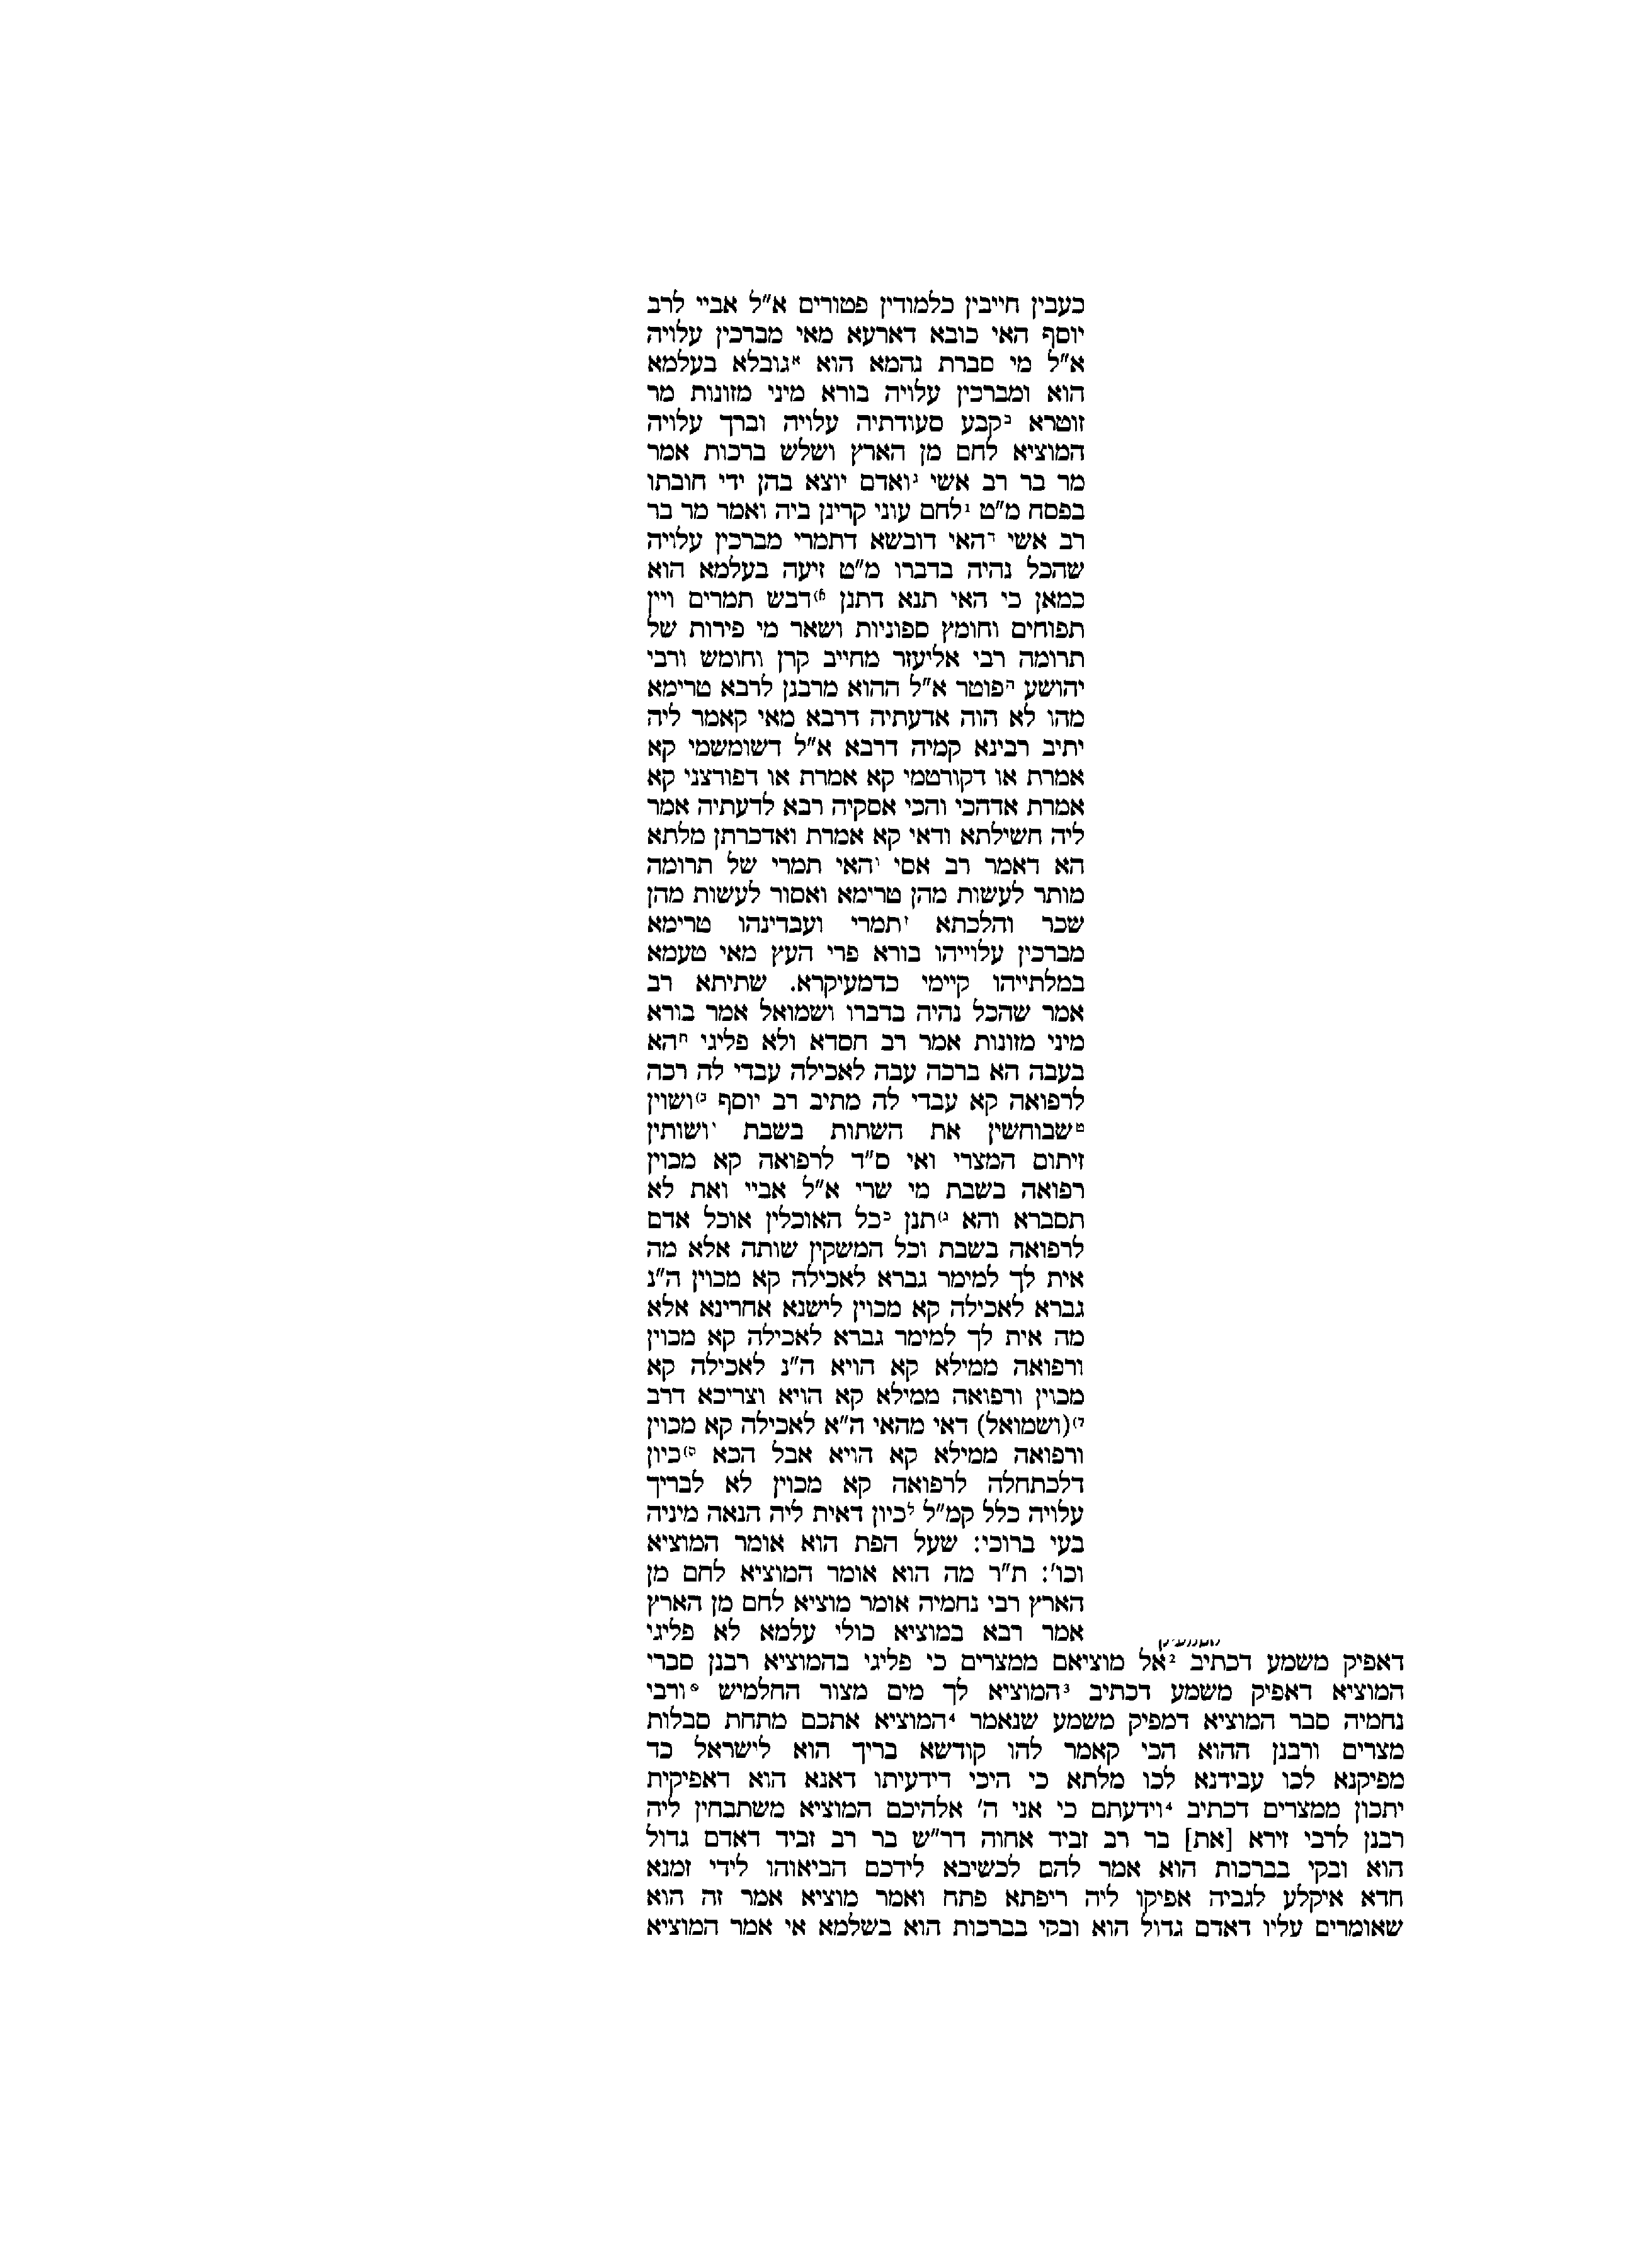 כעבין חייבין כלמודין פטורים א"ל אביי לרב
יוסף האי כובא דארעא מאי מברכין עלויה
א"ל מי סברת נהמא הוא אגובלא בעלמא
הוא ומברכין עלויה בורא מיני מזונות מר
זוטרא בקבע סעודתיה עלויה וברך עלויה
המוציא לחם מן הארץ ושלש ברכות אמר
מר בר רב אשי גואדם יוצא בהן ידי חובתו
בפסח מ"ט 1לחם עוני קרינן ביה ואמר מר בר
רב אשי דהאי דובשא דתמרי מברכין עלויה
שהכל נהיה בדברו מ"ט זיעה בעלמא הוא
כמאן כי האי תנא דתנן א)דבש תמרים ויין
תפוחים וחומץ ספוניות ושאר מי פירות של
תרומה רבי אליעזר מחייב קרן וחומש ורבי
יהושע הפוטר א"ל ההוא מרבנן לרבא טרימא
מהו לא הוה אדעתיה דרבא מאי קאמר ליה
יתיב רבינא קמיה דרבא א"ל דשומשמי קא
אמרת או דקורטמי קא אמרת או דפורצני קא
אמרת אדהכי והכי אסקיה רבא לדעתיה אמר
ליה חשילתא ודאי קא אמרת ואדכרתן מלתא
הא דאמר רב אסי והאי תמרי של תרומה
מותר לעשות מהן טרימא ואסור לעשות מהן
שכר והלכתא זתמרי ועבדינהו טרימא
מברכין עלוייהו בורא פרי העץ מאי טעמא
במלתייהו קיימי כדמעיקרא. שתיתא רב
אמר שהכל נהיה בדברו ושמואל אמר בורא
מיני מזונות אמר רב חסדא ולא פליגי חהא
בעבה הא ברכה עבה לאכילה עבדי לה רכה
לרפואה קא עבדי לה מתיב רב יוסף ב)ושוין
טשבוחשין את השתות בשבת יושותין
זיתום המצרי ואי ס"ד לרפואה קא מכוין
רפואה בשבת מי שרי א"ל אביי ואת לא
תסברא והא ג)תנן ככל האוכלין אוכל אדם
לרפואה בשבת וכל המשקין שותה אלא מה
אית לך למימר גברא לאכילה קא מכוין ה"נ
גברא לאכילה קא מכוין לישנא אחרינא אלא
מה אית לך למימר גברא לאכילה קא מכוין
ורפואה ממילא קא הויא ה"נ לאכילה קא
מכוין ורפואה ממילא קא הויא וצריכא דרב
ד)(ושמואל) דאי מהאי ה"א לאכילה קא מכוין
ורפואה ממילא קא הויא אבל הכא ה)כיון
דלכתחלה לרפואה קא מכוין לא לבריך
עלויה כלל קמ"ל לכיון דאית ליה הנאה מיניה
בעי ברוכי: שעל הפת הוא אומר המוציא
וכו': ת"ר מה הוא אומר המוציא לחם מן
הארץ רבי נחמיה אומר מוציא לחם מן הארץ
אמר רבא במוציא כולי עלמא לא פליגי
דאפיק משמע דכתיב 2אל מוציאם ממצרים כי פליגי בהמוציא רבנן סברי
המוציא דאפיק משמע דכתיב 3המוציא לך מים מצור החלמיש ורבי
נחמיה סבר המוציא דמפיק משמע שנאמר 4המוציא אתכם מתחת סבלות
מצרים ורבנן ההוא הכי קאמר להו קודשא בריך הוא לישראל כד
מפיקנא לכו עבידנא לכו מלתא כי היכי דידעיתו דאנא הוא דאפיקית
יתכון ממצרים דכתיב 4וידעתם כי אני ה' אלהיכם המוציא משתבחין ליה
רבנן לרבי זירא [את] בר רב זביד אחוה דר"ש בר רב זביד דאדם גדול
הוא ובקי בברכות הוא אמר להם לכשיבא לידכם הביאוהו לידי זמנא
חדא איקלע לגביה אפיקו ליה ריפתא פתח ואמר מוציא אמר זה הוא
שאומרים עליו דאדם גדול הוא ובקי בברכות הוא בשלמא אי אמר המוציא